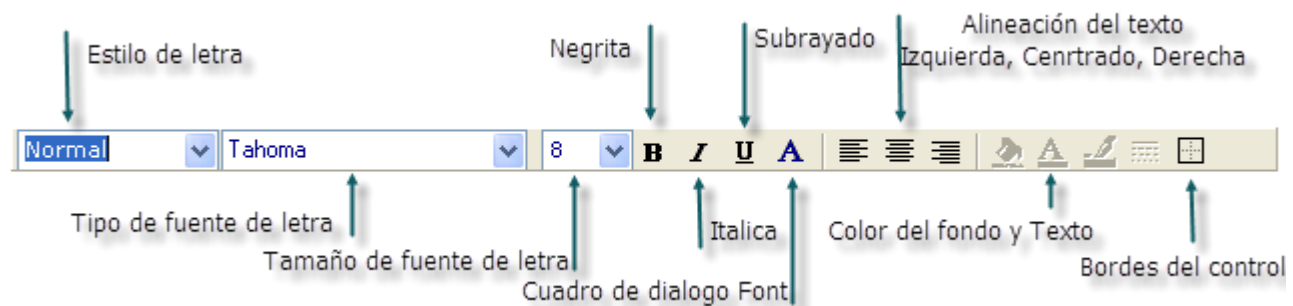 Estilo de letra
Negrita
Subrayado
Alineación del texto
Izquierda, Cenrtrado, Derecha
Normal
Tahoma
8
B
I
U
A
A
Tipo de fuente de letra
Tamaño de fuente de letra
Cuadro de dialogo Font
Italica
Color del fondo y Texto
Bordes del control